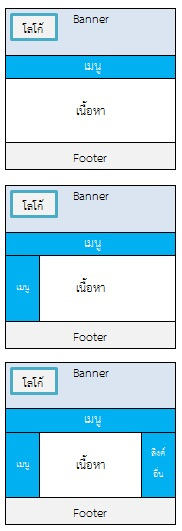 โลโก้ Banner
เมนู
เนื้อหา
Footer
โลโก้ Banner
เมนู
เมนู เนื้อหา
Footer
โลโก้ Banner
เมนู
เมนู เนื้อหา ลิงค์
อื่น
Footer